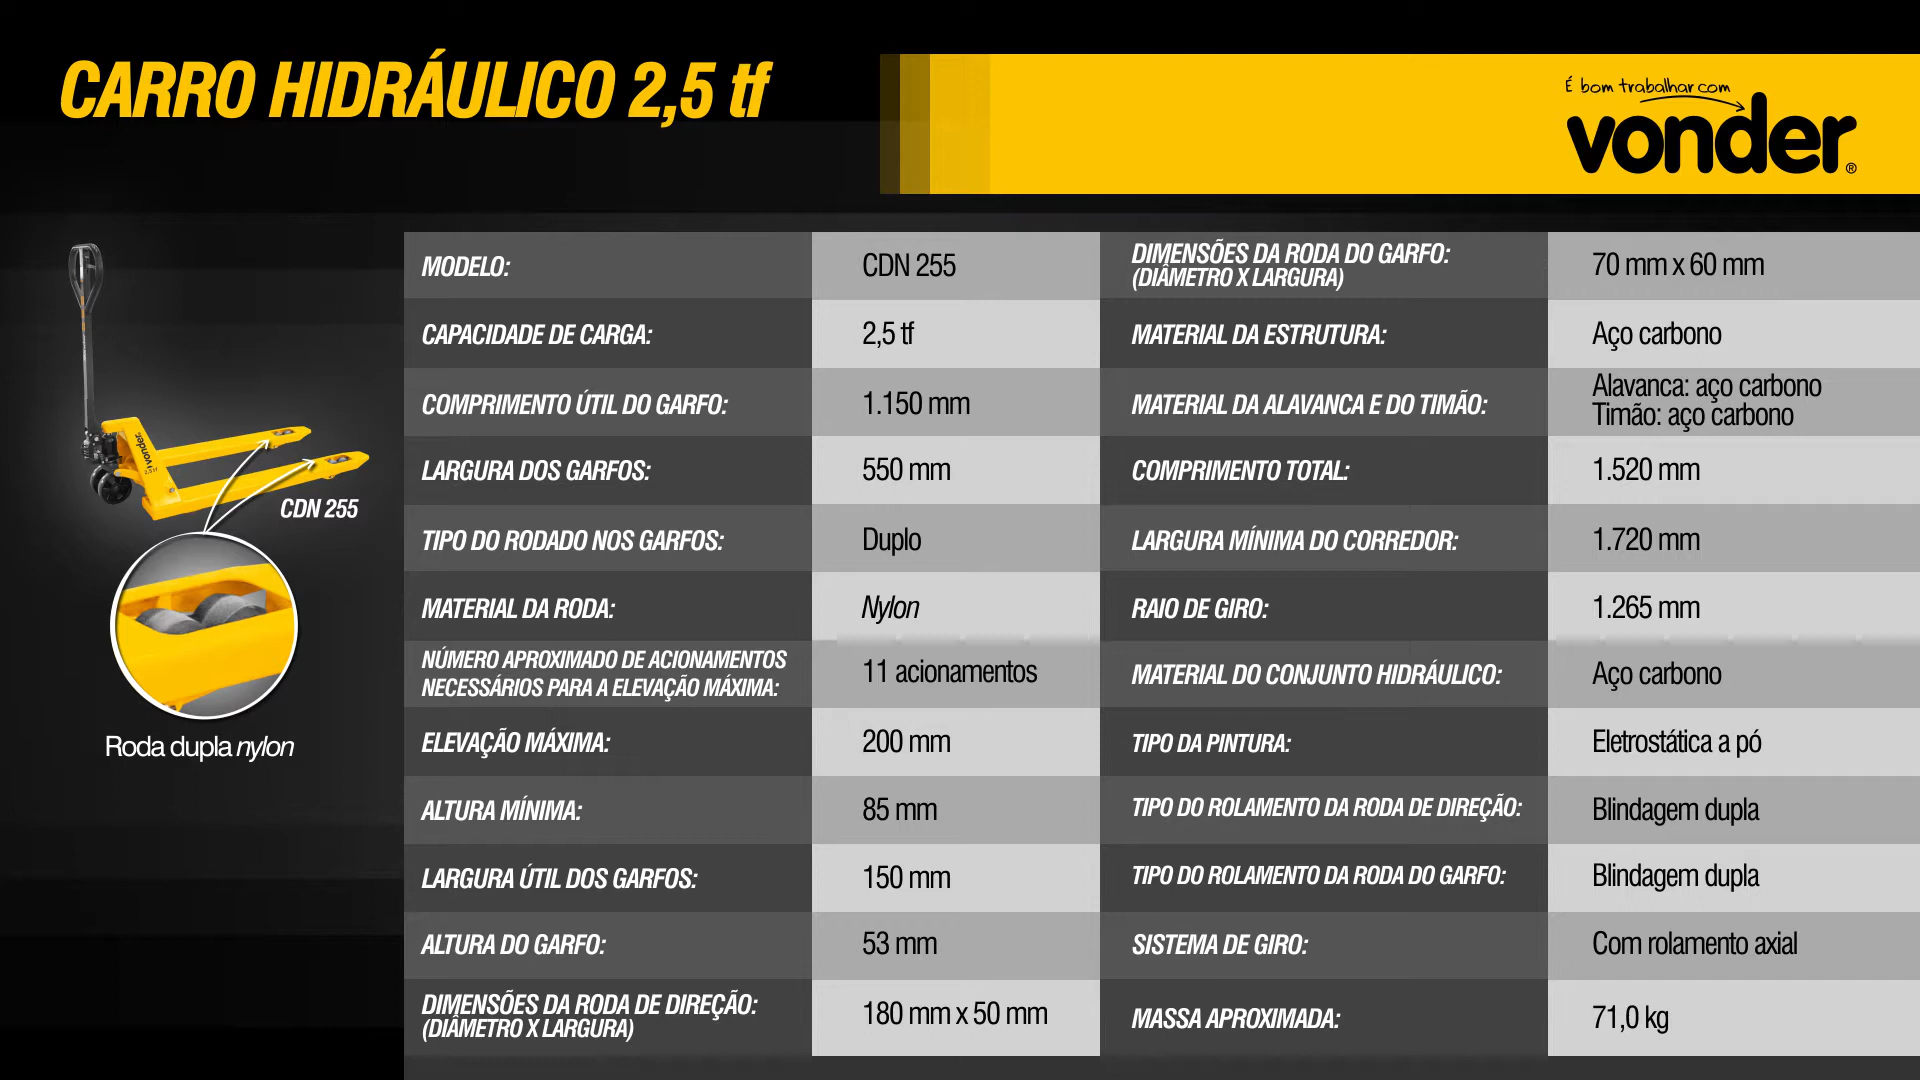 CARRO HIDRÁULICO 2,5 tf
É bom trabalhar com
vonder®
MODELO:
CDN 255
CAPACIDADE DE CARGA:
2,5 tf
COMPRIMENTO ÚTIL DO GARFO:
1.150 mm
LARGURA DOS GARFOS:
550 mm
TIPO DO RODADO NOS GARFOS:
Duplo
MATERIAL DA RODA:
Nylon
NÚMERO APROXIMADO DE ACIONAMENTOS
NECESSÁRIOS PARA A ELEVAÇÃO MÁXIMA:
11 acionamentos
ELEVAÇÃO MÁXIMA:
200 mm
ALTURA MÍNIMA:
85 mm
LARGURA ÚTIL DOS GARFOS:
150 mm
ALTURA DO GARFO:
53 mm
DIMENSÕES DA RODA DE DIREÇÃO:
(DIÂMETRO X LARGURA)
180 mm x 50 mm
DIMENSÕES DA RODA DO GARFO:
(DIÂMETRO X LARGURA)
70 mm x 60 mm
MATERIAL DA ESTRUTURA:
Aço carbono
MATERIAL DA ALAVANCA E DO TIMÃO:
Alavanca: aço carbono
Timão: aço carbono
COMPRIMENTO TOTAL:
1.520 mm
LARGURA MÍNIMA DO CORREDOR:
1.720 mm
RAIO DE GIRO:
1.265 mm
MATERIAL DO CONJUNTO HIDRÁULICO:
Aço carbono
TIPO DA PINTURA:
Eletrostática a pó
TIPO DO ROLAMENTO DA RODA DE DIREÇÃO:
Blindagem dupla
TIPO DO ROLAMENTO DA RODA DO GARFO:
Blindagem dupla
SISTEMA DE GIRO:
Com rolamento axial
MASSA APROXIMADA:
71,0 kg
vonder
2,5 tf
CDN 255
Roda dupla nylon